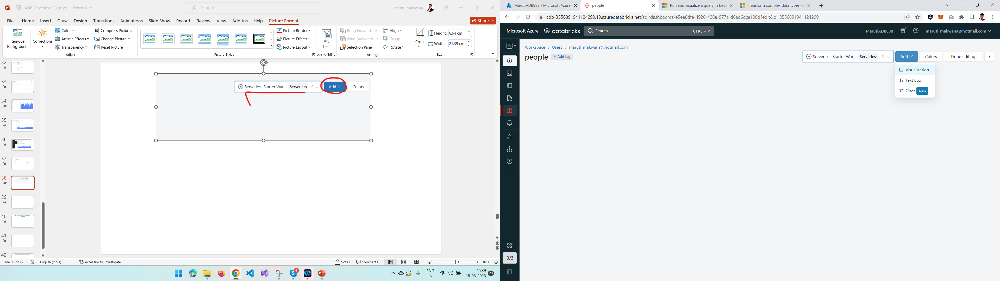 ADB Serverless SQL pool - PowerPoint
Search
maruti makwana
File Home Insert Draw Design Transitions Animations Slide Show Record Review View Add-ins Help Picture Format
Share
Remove Background
Corrections
Color
Artistic Effects
Transparency
Compress Pictures
Change Picture
Reset Picture
Adjust
Picture Styles
Picture Border
Picture Effects
Picture Layout
Alt Text
Accessibility
Bring Forward
Send Backward
Selection Pane
Align
Group
Rotate
Arrange
Crop
Height: 6.64 cm
Width: 21.39 cm
Size
32
33
34
35
36
37
38
39
40
41
42
Serverless Starter War... Serverless S
Add
Colors
Slide 38 of 42
English (India)
Accessibility: Investigate
Notes
Comments
82%
4
ENG
IN
15:39
18-03-2023
20
MarutiADB888 - Microsoft Azure
people
Run and visualize a query in Data
Transform complex data types - A
adb-3556891941124299.19.azuredatabricks.net/sql/dashboards/e5ee8dfe-4926-428a-977a-d6ad6dce108d?edit&o=3556891941124299
Microsoft Azure
databricks
Search
CTRL + P
MarutiADB888
maruti_makwana@hotmail.com
S
Workspace > Users > maruti_makwana@hotmail.com
people
+ Add tag
Serverless Starter War... Serverless S
Add
Colors
Done editing
Visualization
Text Box
Filter New
0/3